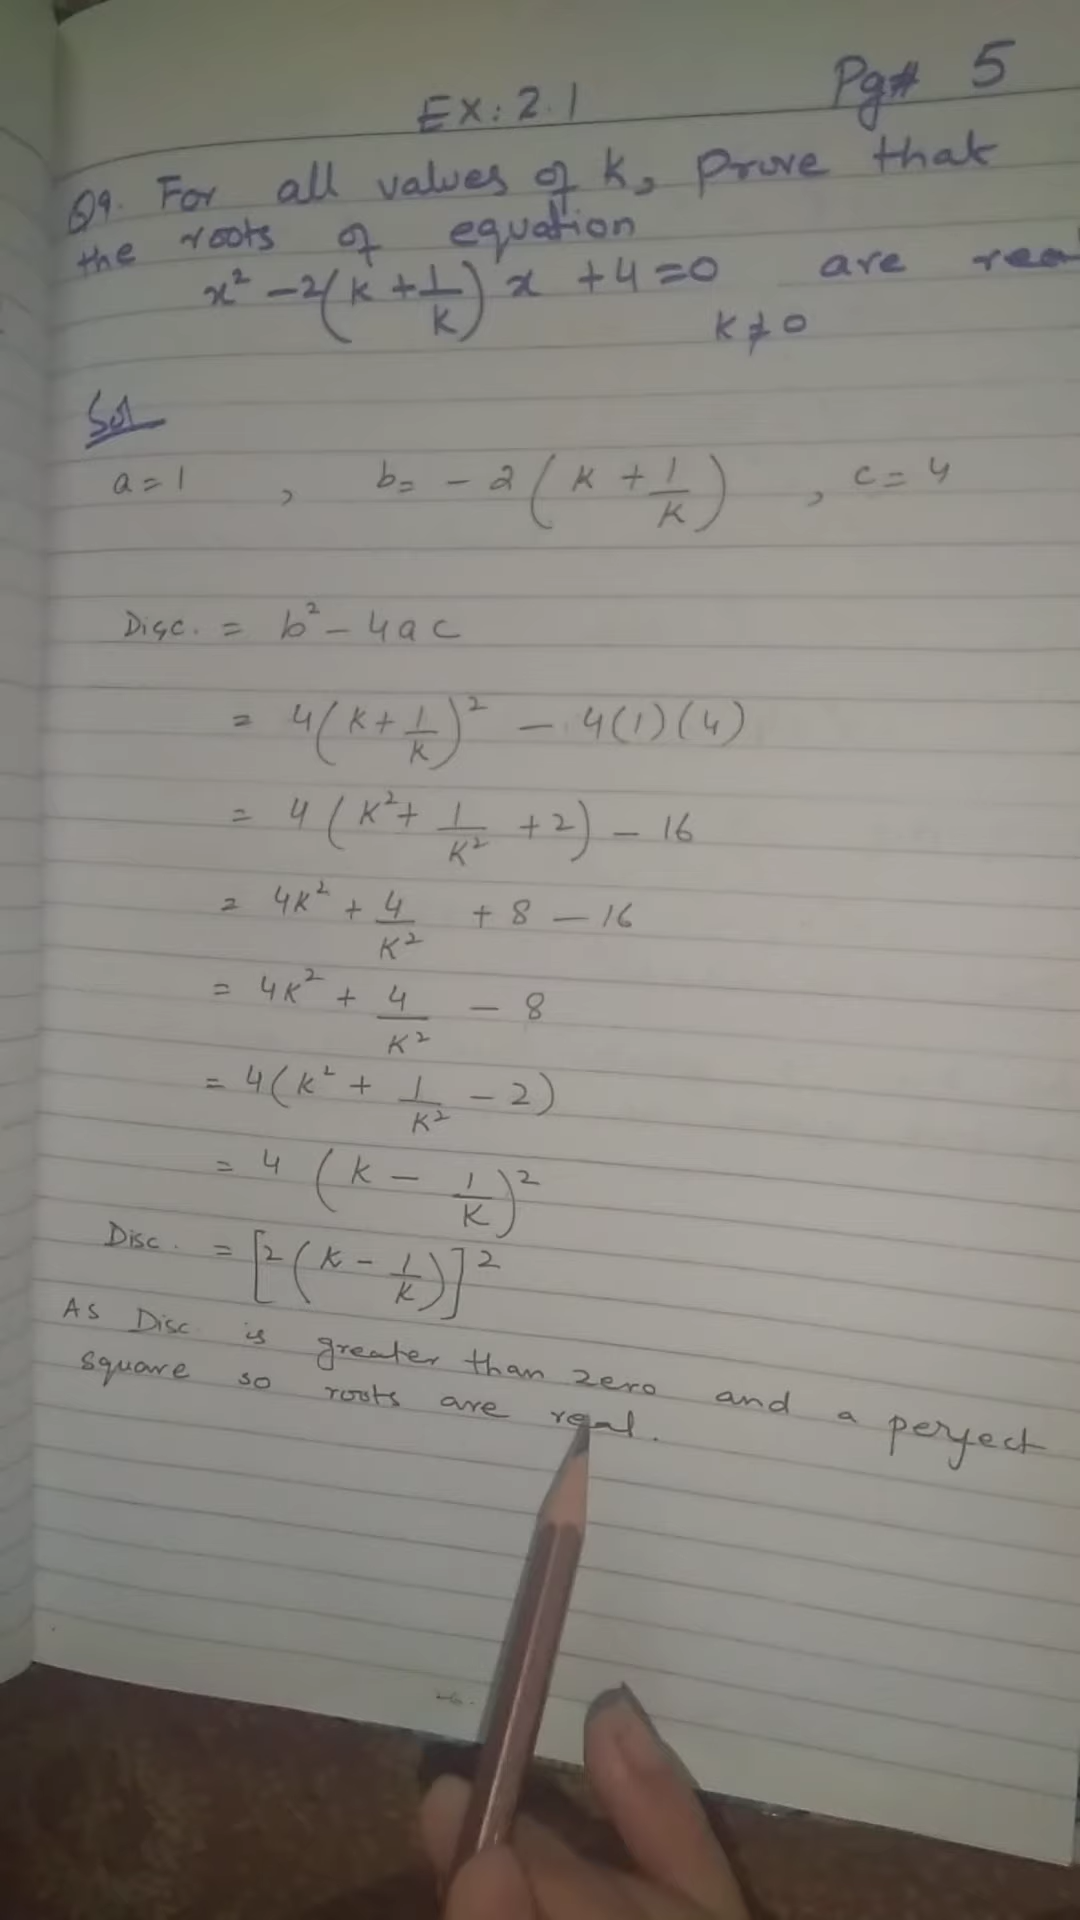 Pg# 5
EX: 2.1
Q9. For all values of k, prove that
the roots of equation
x² -2(k + 1/k) x + 4 = 0 are rea
k ≠ 0
Sol
a = 1 , b = - 2 (k + 1/k) , c = 4
Disc. = b² - 4ac
= 4(k + 1/k)² - 4(1)(4)
= 4(k² + 1/k² + 2) - 16
= 4k² + 4/k² + 8 - 16
= 4k² + 4/k² - 8
= 4(k² + 1/k² - 2)
= 4 (k - 1/k)²
Disc. = [2(k - 1/k)]²
As Disc is greater than zero and a perfect
square so roots are real.